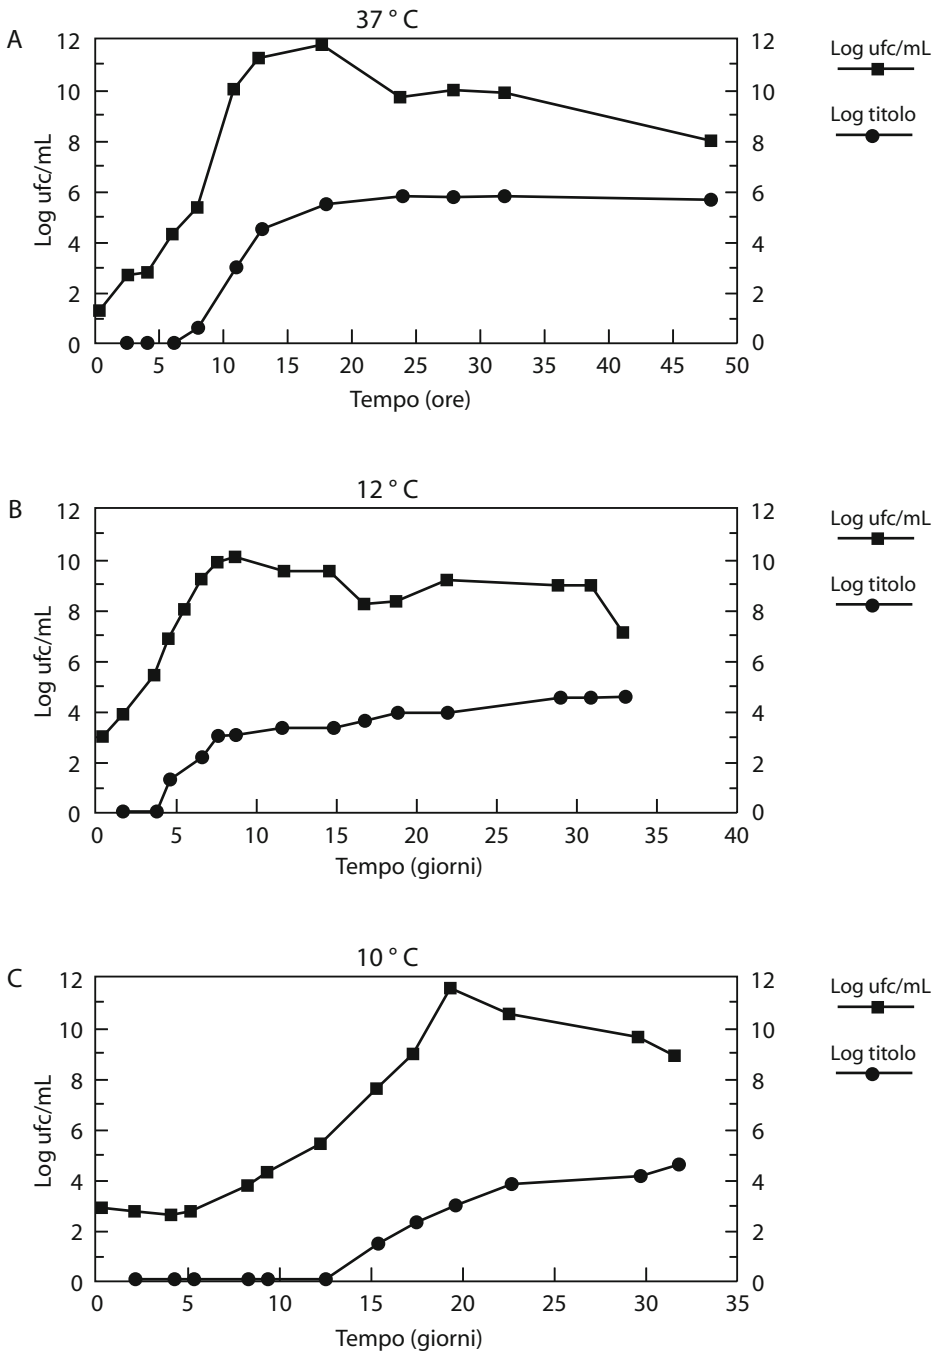 37 ° C
A
12 12
10 10
8 8
6 6
4 4
2 2
0 0
Log ufc/mL
0 5 10 15 20 25 30 35 40 45 50
Tempo (ore)
Log ufc/mL
Log titolo
12 ° C
B
12 12
10 10
8 8
6 6
4 4
2 2
0 0
Log ufc/mL
0 5 10 15 20 25 30 35 40
Tempo (giorni)
Log ufc/mL
Log titolo
10 ° C
C
12 12
10 10
8 8
6 6
4 4
2 2
0 0
Log ufc/mL
0 5 10 15 20 25 30 35
Tempo (giorni)
Log ufc/mL
Log titolo